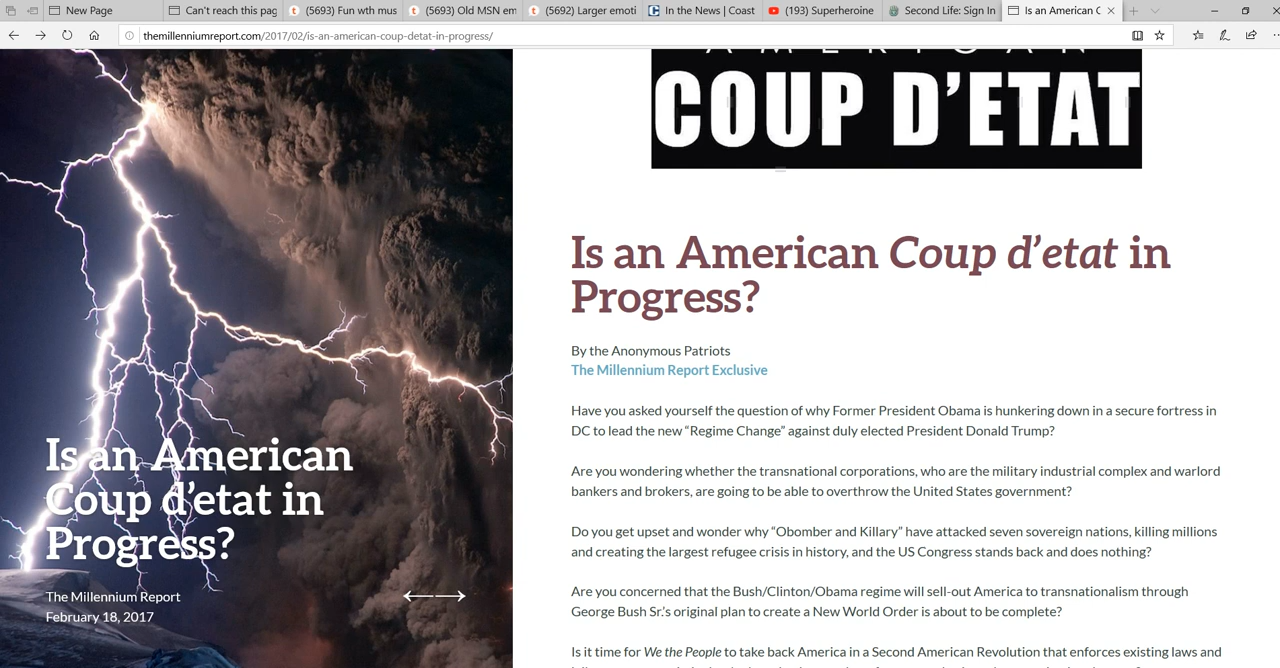 New Page
Can't reach this pag
(5693) Fun wth mus
(5693) Old MSN em
(5692) Larger emoti
In the News | Coast
(193) Superheroine
Second Life: Sign In
Is an American C
themillenniumreport.com/2017/02/is-an-american-coup-detat-in-progress/
AMERICAN
COUP D'ETAT
Is an American
Coup d'etat in
Progress?
The Millennium Report
February 18, 2017
Is an American Coup d'etat in
Progress?
By the Anonymous Patriots
The Millennium Report Exclusive
Have you asked yourself the question of why Former President Obama is hunkering down in a secure fortress in
DC to lead the new “Regime Change” against duly elected President Donald Trump?
Are you wondering whether the transnational corporations, who are the military industrial complex and warlord
bankers and brokers, are going to be able to overthrow the United States government?
Do you get upset and wonder why “Obomber and Killary” have attacked seven sovereign nations, killing millions
and creating the largest refugee crisis in history, and the US Congress stands back and does nothing?
Are you concerned that the Bush/Clinton/Obama regime will sell-out America to transnationalism through
George Bush Sr.’s original plan to create a New World Order is about to be complete?
Is it time for We the People to take back America in a Second American Revolution that enforces existing laws and